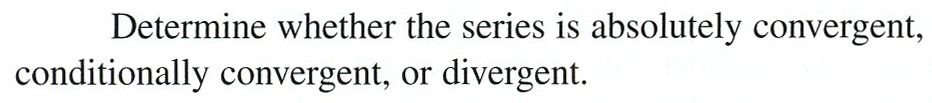 Determine whether the series is absolutely convergent,
conditionally convergent, or divergent.